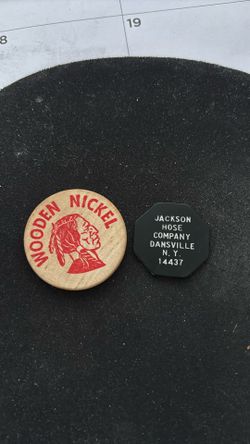 8
19
WOODEN NICKEL
JACKSON
HOSE
COMPANY
DANSVILLE
N. Y.
14437